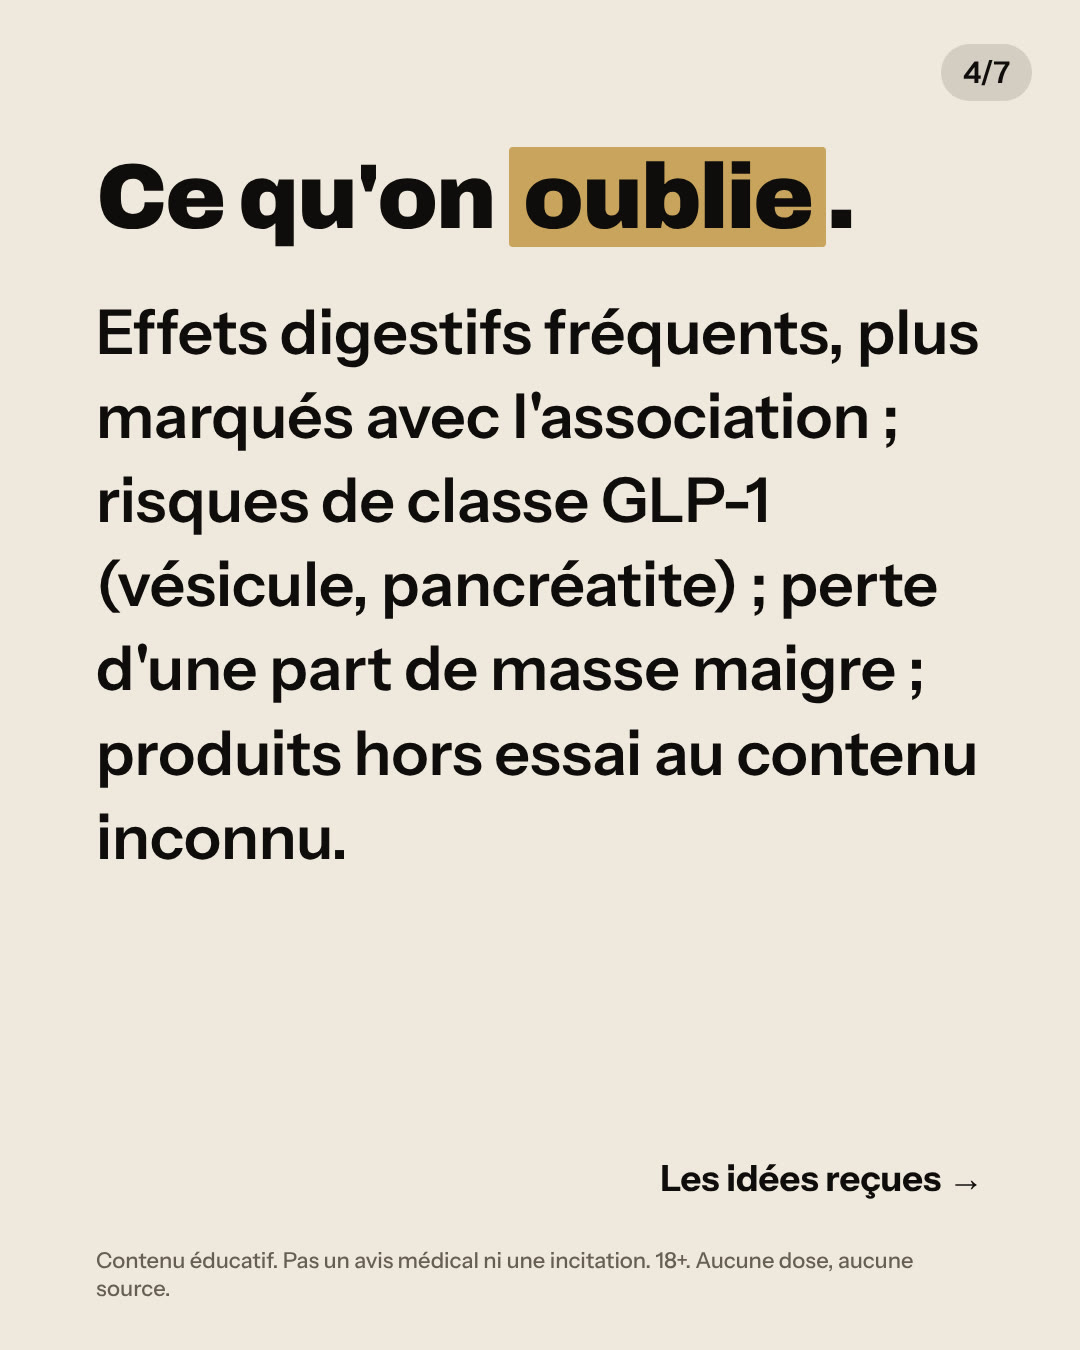 4/7
Ce qu'on oublie.
Effets digestifs fréquents, plus
marqués avec l'association ;
risques de classe GLP-1
(vésicule, pancréatite) ; perte
d'une part de masse maigre ;
produits hors essai au contenu
inconnu.
Les idées reçues →
Contenu éducatif. Pas un avis médical ni une incitation. 18+. Aucune dose, aucune
source.